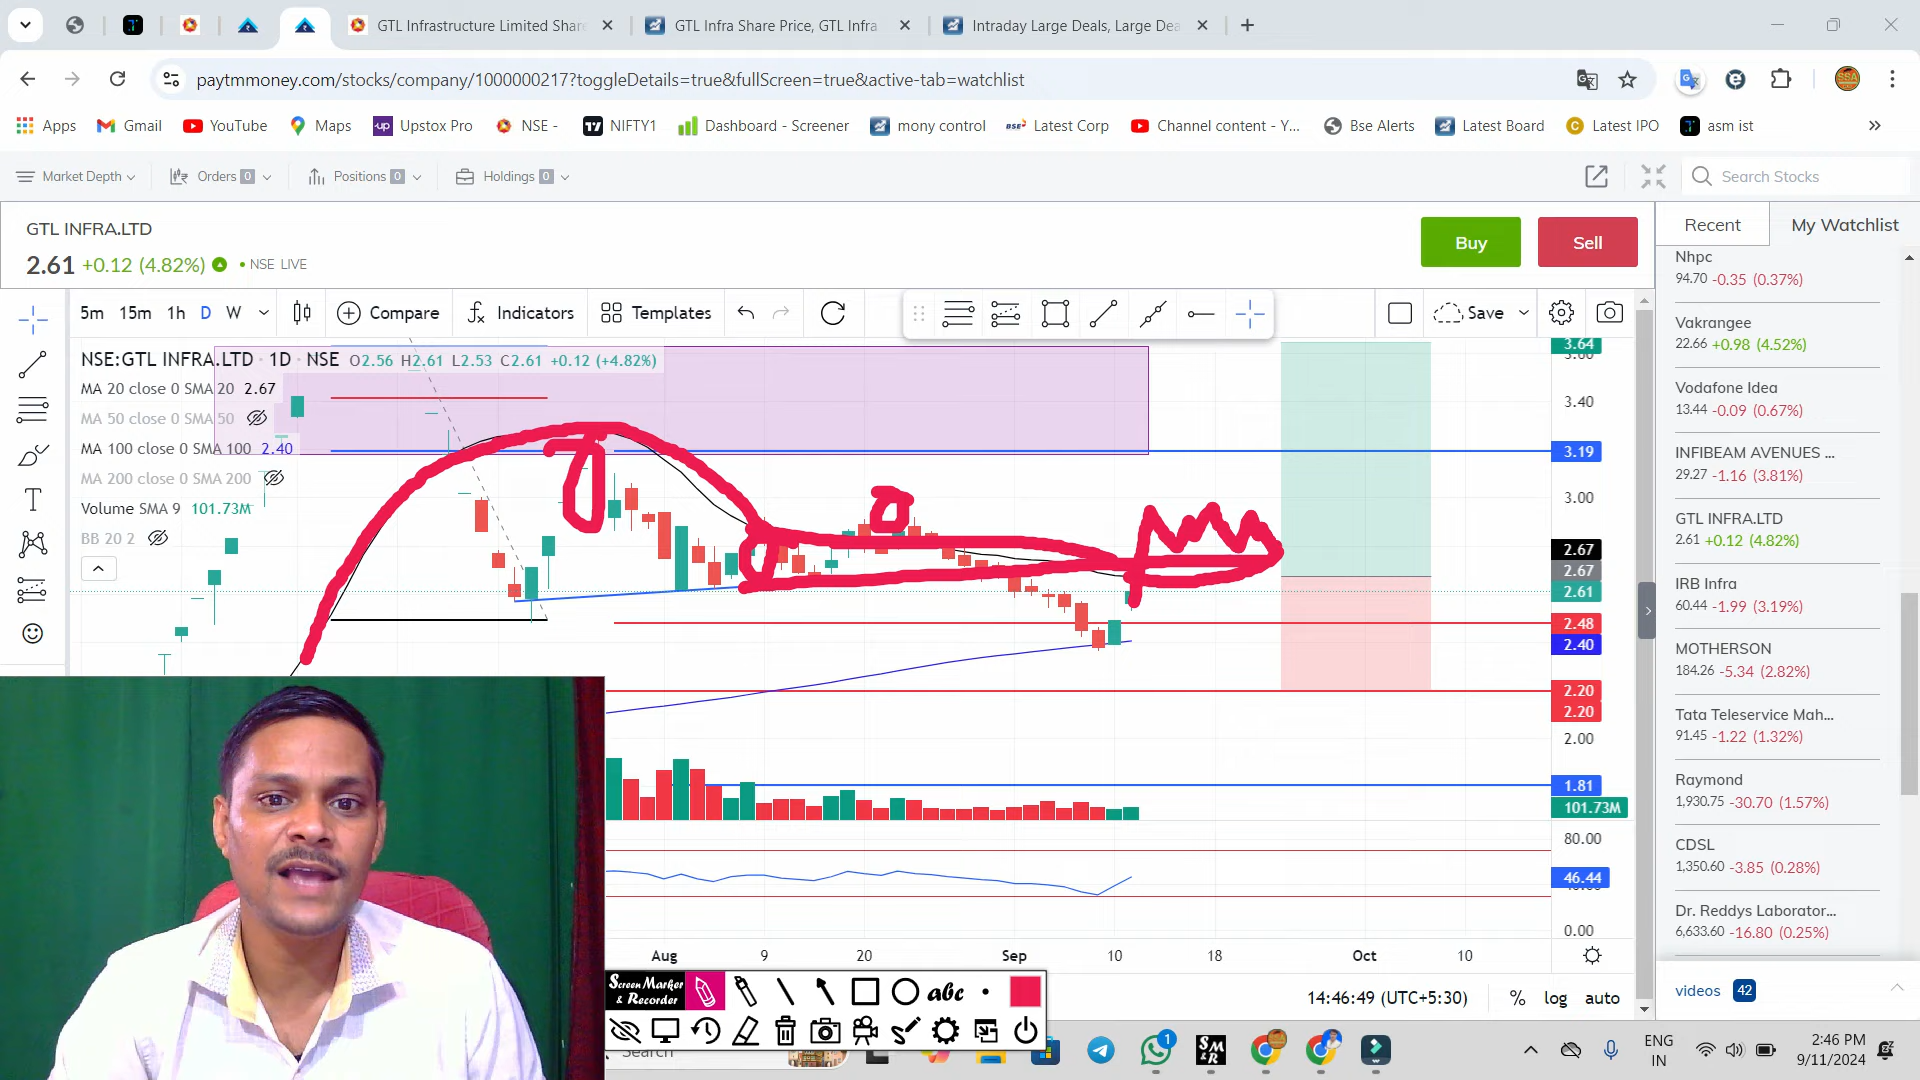 GTL Infrastructure Limited Share
GTL Infra Share Price, GTL Infra
Intraday Large Deals, Large Dea
paytmmoney.com/stocks/company/1000000217?toggleDetails=true&fullScreen=true&active-tab=watchlist
Apps
Gmail
YouTube
Maps
up Upstox Pro
NSE -
NIFTY1
Dashboard - Screener
mony control
BSE Latest Corp
Channel content - Y...
Bse Alerts
Latest Board
Latest IPO
asm ist
Market Depth
Orders 0
Positions 0
Holdings 0
Search Stocks
GTL INFRA.LTD
2.61 +0.12 (4.82%) • NSE LIVE
Buy
Sell
Recent
My Watchlist
5m 15m 1h D W
Compare
Indicators
Templates
Save
NSE:GTL INFRA.LTD · 1D · NSE O2.56 H2.61 L2.53 C2.61 +0.12 (+4.82%)
MA 20 close 0 SMA 20 2.67
MA 50 close 0 SMA 50
MA 100 close 0 SMA 100 2.40
MA 200 close 0 SMA 200
Volume SMA 9 101.73M
BB 20 2
3.64
3.40
3.19
3.00
2.67
2.67
2.61
2.48
2.40
2.20
2.20
2.00
1.81
101.73M
80.00
46.44
0.00
Aug 9 20 Sep 10 18 Oct 10
14:46:49 (UTC+5:30) % log auto
Nhpc
94.70 -0.35 (0.37%)
Vakrangee
22.66 +0.98 (4.52%)
Vodafone Idea
13.44 -0.09 (0.67%)
INFIBEAM AVENUES ...
29.27 -1.16 (3.81%)
GTL INFRA.LTD
2.61 +0.12 (4.82%)
IRB Infra
60.44 -1.99 (3.19%)
MOTHERSON
184.26 -5.34 (2.82%)
Tata Teleservice Mah...
91.45 -1.22 (1.32%)
Raymond
1,930.75 -30.70 (1.57%)
CDSL
1,350.60 -3.85 (0.28%)
Dr. Reddys Laborator...
6,633.60 -16.80 (0.25%)
videos 42
Screen Marker
& Recorder
abc
Search
1
SM
&R
ENG
IN
2:46 PM
9/11/2024